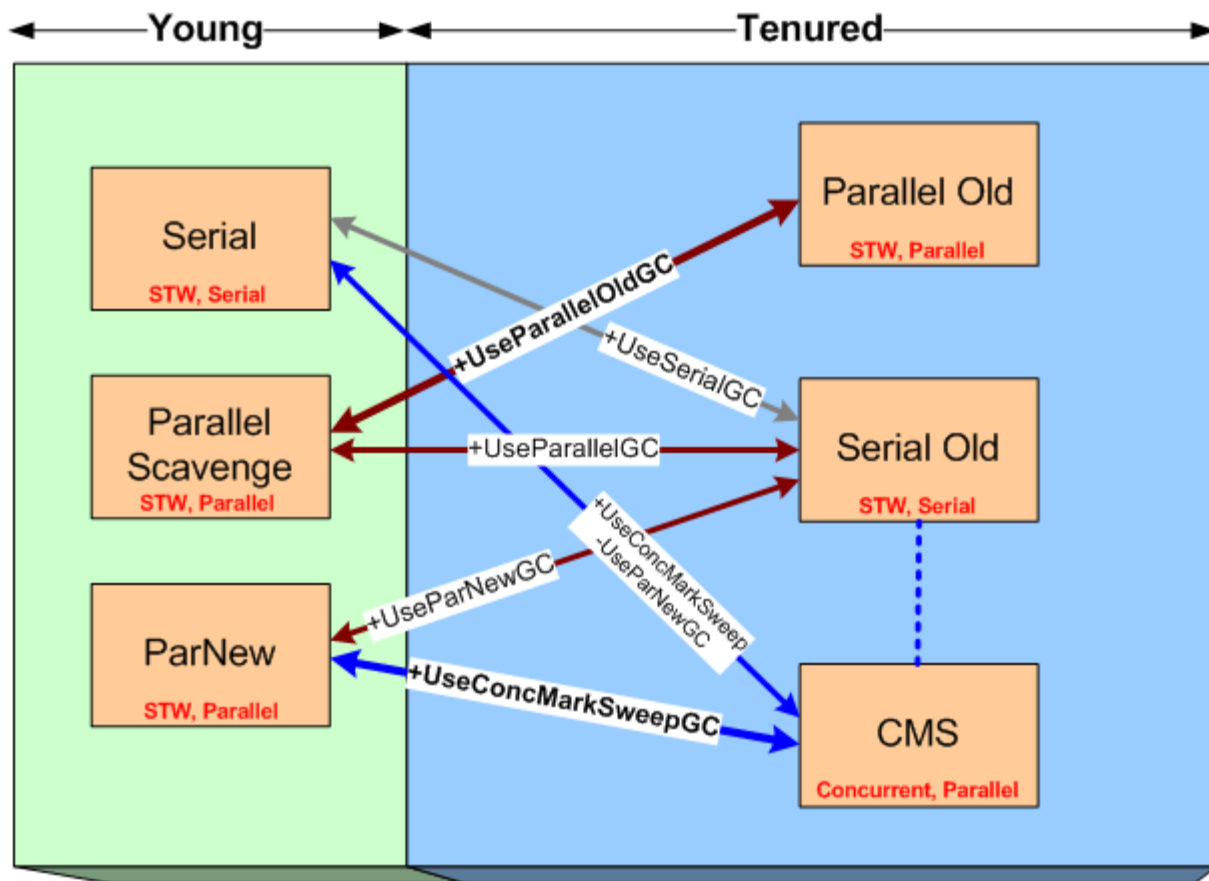 Young
Tenured
Serial
STW, Serial
Parallel
Scavenge
STW, Parallel
ParNew
STW, Parallel
+UseParallelOldGC
+UseSerialGC
+UseParallelGC
+UseConcMarkSweep
-UseParNewGC
+UseParNewGC
+UseConcMarkSweepGC
Parallel Old
STW, Parallel
Serial Old
STW, Serial
CMS
Concurrent, Parallel